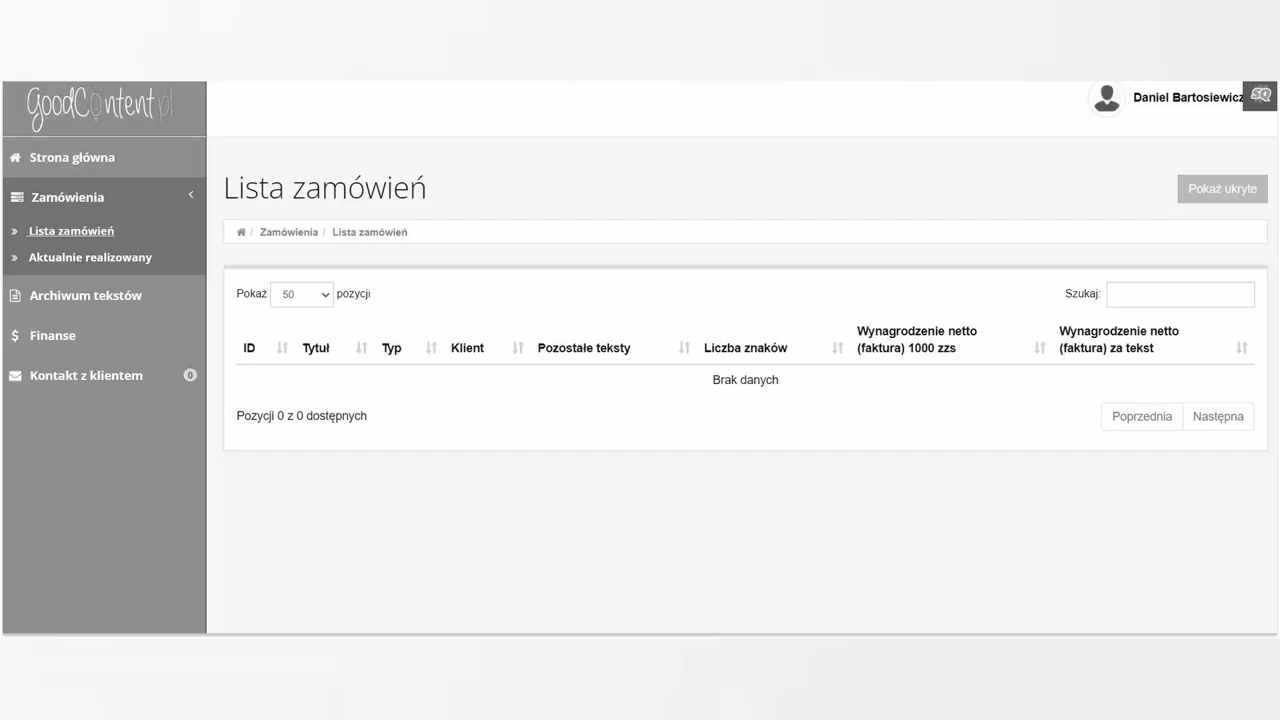 GoodContent.pl
Daniel Bartosiewicz
SQ
Strona główna
Zamówienia
Lista zamówień
Aktualnie realizowany
Archiwum tekstów
Finanse
Kontakt z klientem 0
Lista zamówień
Pokaż ukryte
/ Zamówienia / Lista zamówień
Pokaż 50 pozycji
Szukaj:
ID Tytuł Typ Klient Pozostałe teksty Liczba znaków Wynagrodzenie netto (faktura) 1000 zzs Wynagrodzenie netto (faktura) za tekst
Brak danych
Pozycji 0 z 0 dostępnych
Poprzednia Następna